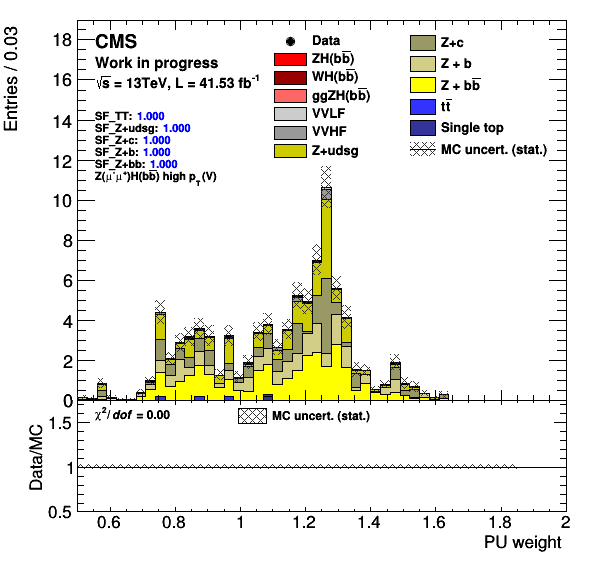 CMS
Work in progress
√s = 13TeV, L = 41.53 fb⁻¹
SF_TT: 1.000
SF_Z+udsg: 1.000
SF_Z+c: 1.000
SF_Z+b: 1.000
SF_Z+bb: 1.000
Z(μ⁻μ⁺)H(bb̅) high p_T (V)
Data
ZH(bb̅)
WH(bb̅)
ggZH(bb̅)
VVLF
VVHF
Z+udsg
Z+c
Z + b
Z + bb̅
tt̅
Single top
MC uncert. (stat.)
Entries / 0.03
18
16
14
12
10
8
6
4
2
0
χ²/dof = 0.00
MC uncert. (stat.)
Data/MC
1.5
1
0.5
0.6 0.8 1 1.2 1.4 1.6 1.8 2
PU weight